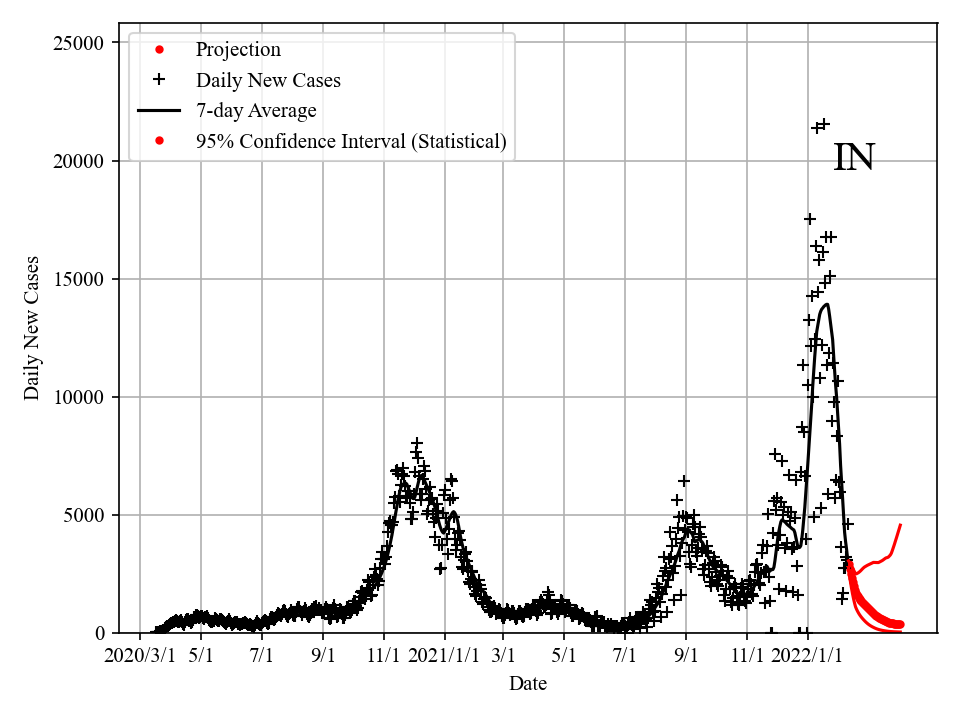 25000
20000
15000
10000
5000
0
Daily New Cases
Projection
Daily New Cases
7-day Average
95% Confidence Interval (Statistical)
IN
2020/3/1 5/1 7/1 9/1 11/1 2021/1/1 3/1 5/1 7/1 9/1 11/1 2022/1/1
Date